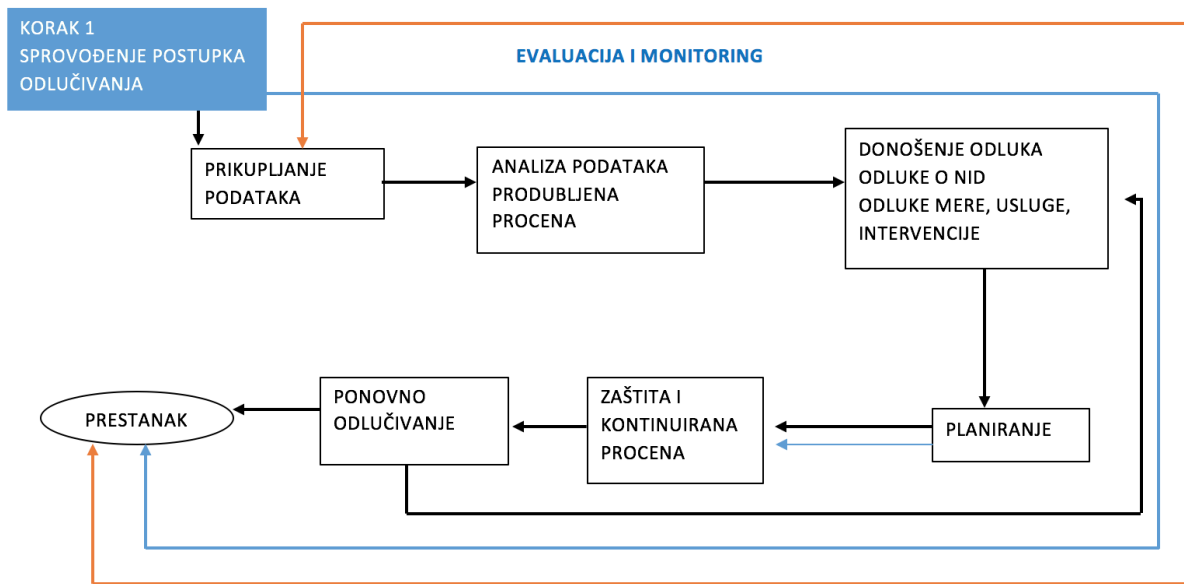 KORAK 1
SPROVOĐENJE POSTUPKA
ODLUČIVANJA
EVALUACIJA I MONITORING
PRIKUPLJANJE
PODATAKA
ANALIZA PODATAKA
PRODUBLJENA
PROCENA
DONOŠENJE ODLUKA
ODLUKE O NID
ODLUKE MERE, USLUGE,
INTERVENCIJE
PRESTANAK
PONOVNO
ODLUČIVANJE
ZAŠTITA I
KONTINUIRANA
PROCENA
PLANIRANJE